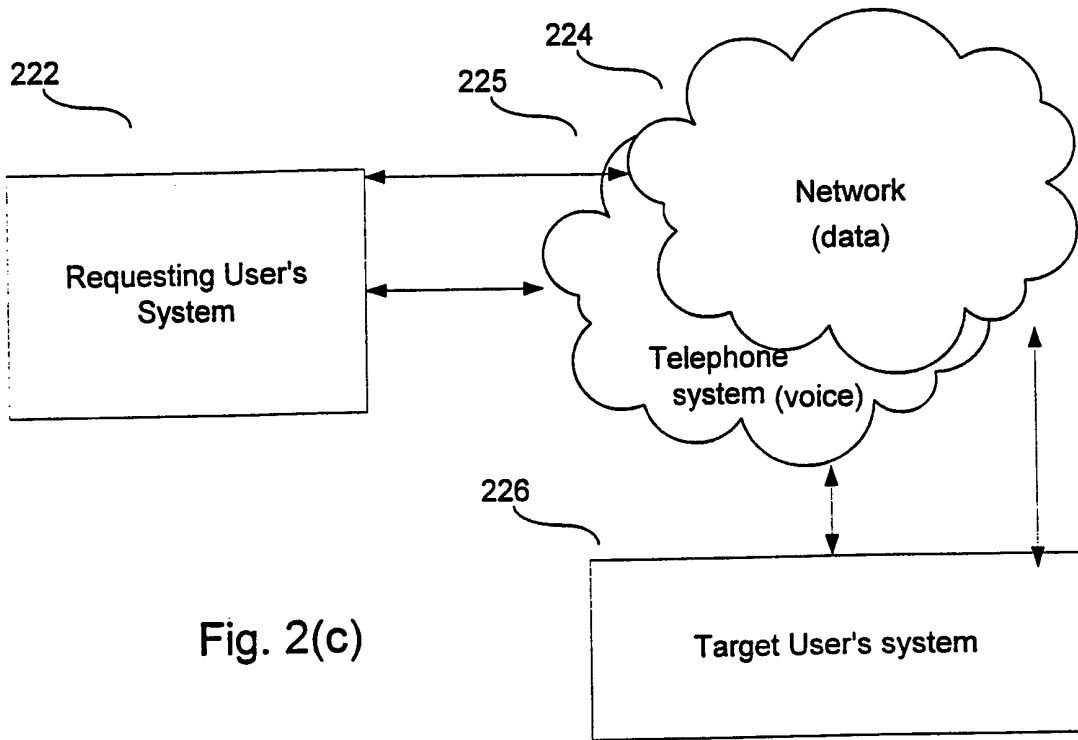 224
222
225
Network
(data)
Requesting User's
System
Telephone
system (voice)
226
Fig. 2(c)
Target User's system